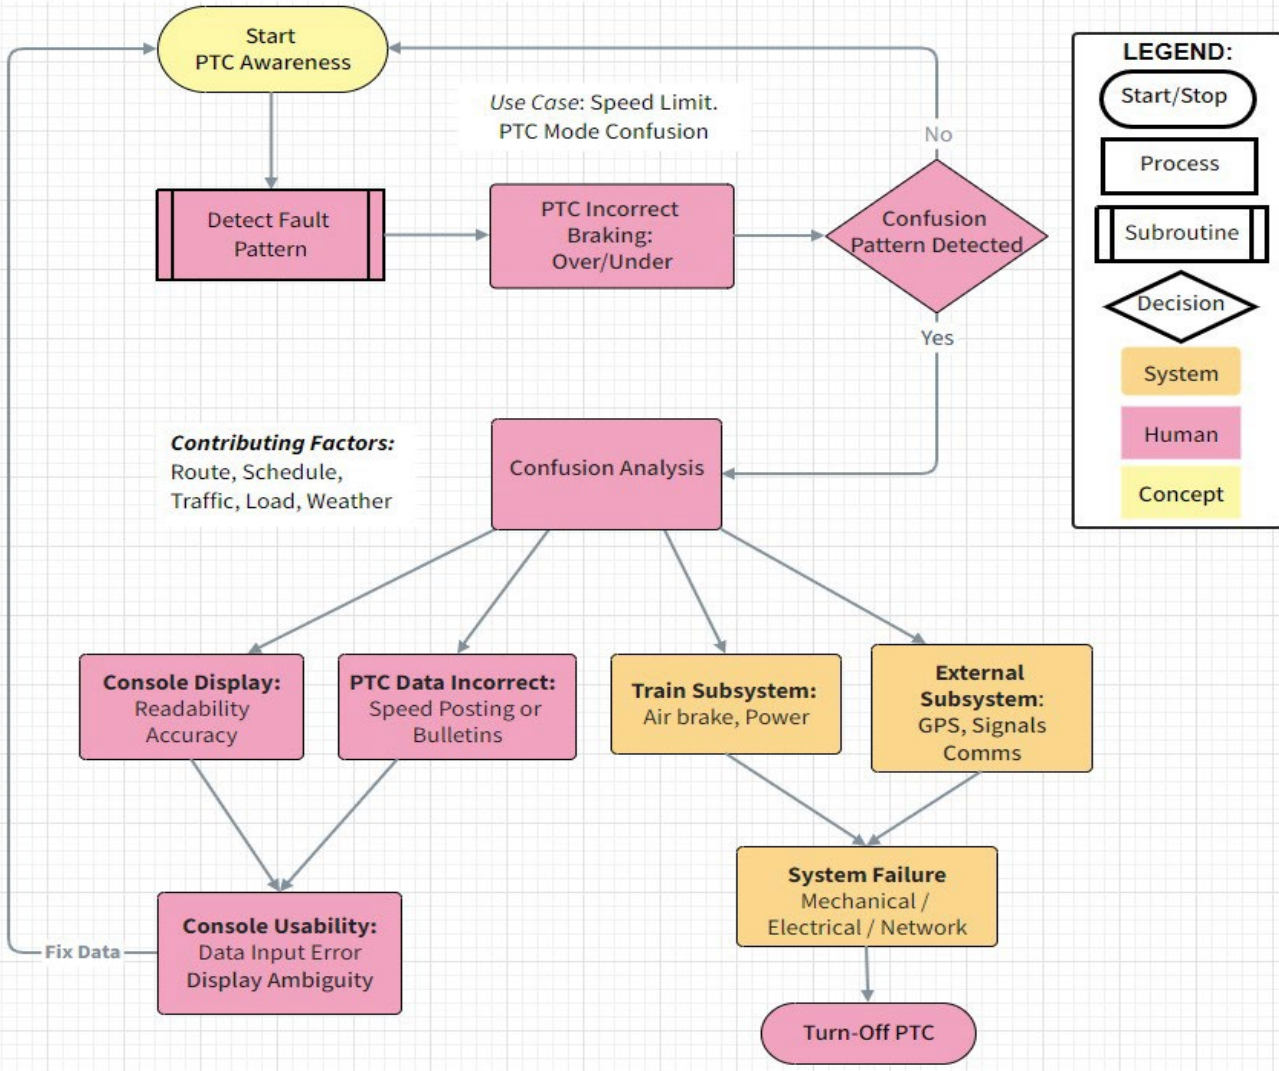 Start
PTC Awareness
Use Case: Speed Limit.
PTC Mode Confusion
No
Detect Fault
Pattern
PTC Incorrect
Braking:
Over/Under
Confusion
Pattern Detected
Yes
Contributing Factors:
Route, Schedule,
Traffic, Load, Weather
Confusion Analysis
Console Display:
Readability
Accuracy
PTC Data Incorrect:
Speed Posting or
Bulletins
Train Subsystem:
Air brake, Power
External
Subsystem:
GPS, Signals
Comms
Console Usability:
Data Input Error
Display Ambiguity
Fix Data
System Failure
Mechanical /
Electrical / Network
Turn-Off PTC
LEGEND:
Start/Stop
Process
Subroutine
Decision
System
Human
Concept